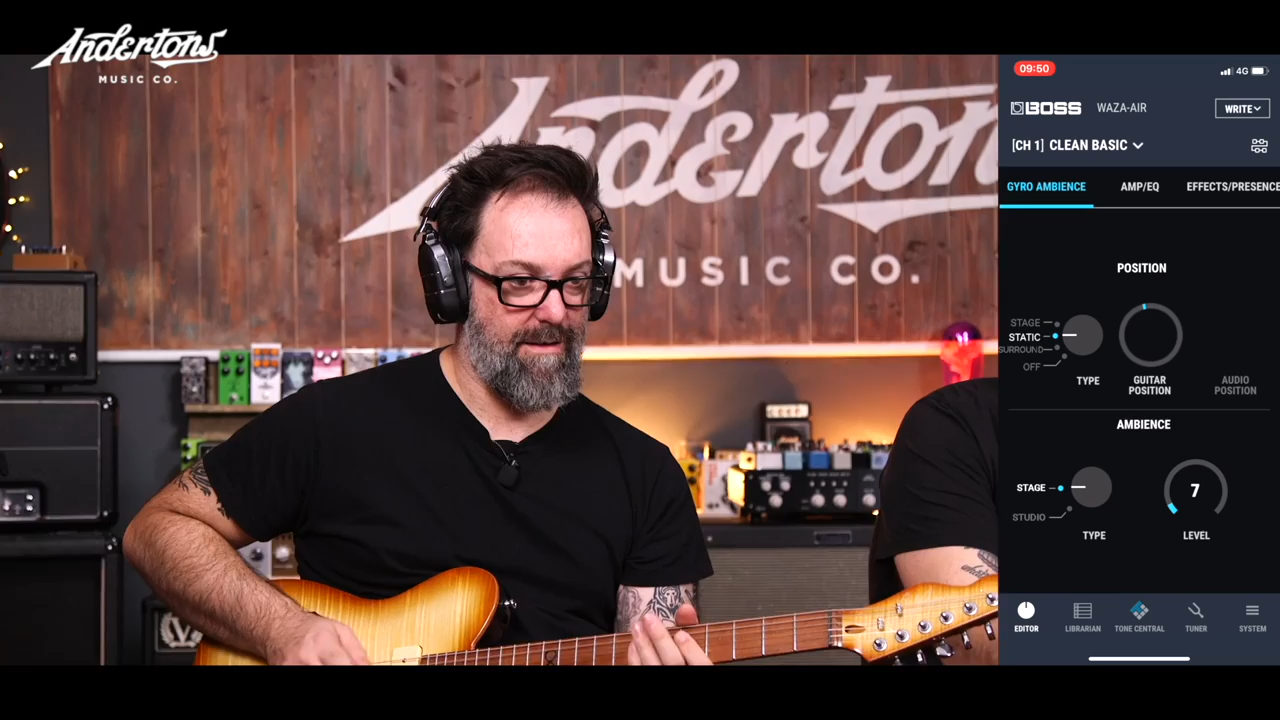 Andertons
MUSIC CO.
Andertons
MUSIC CO.
09:50
4G
BOSS
WAZA-AIR
WRITE
[CH 1] CLEAN BASIC
GYRO AMBIENCE
AMP/EQ
EFFECTS/PRESENCE
POSITION
STAGE
STATIC
SURROUND
OFF
TYPE
GUITAR
POSITION
AUDIO
POSITION
AMBIENCE
STAGE
STUDIO
TYPE
7
LEVEL
EDITOR
LIBRARIAN
TONE CENTRAL
TUNER
SYSTEM